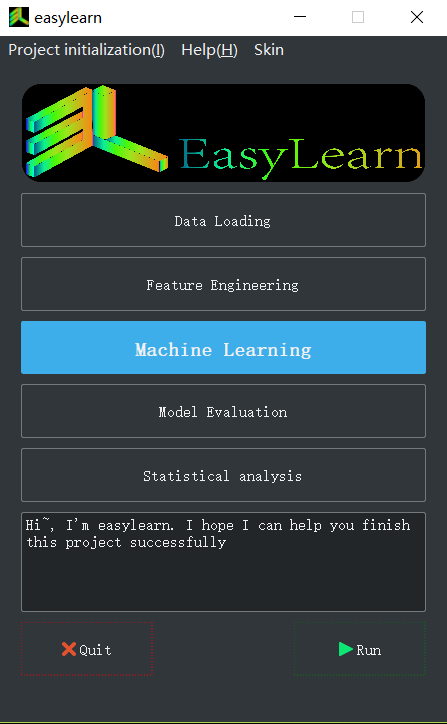 easylearn
Project initialization(I) Help(H) Skin
EasyLearn
Data Loading
Feature Engineering
Machine Learning
Model Evaluation
Statistical analysis
Hi~, I'm easylearn. I hope I can help you finish
this project successfully
Quit Run